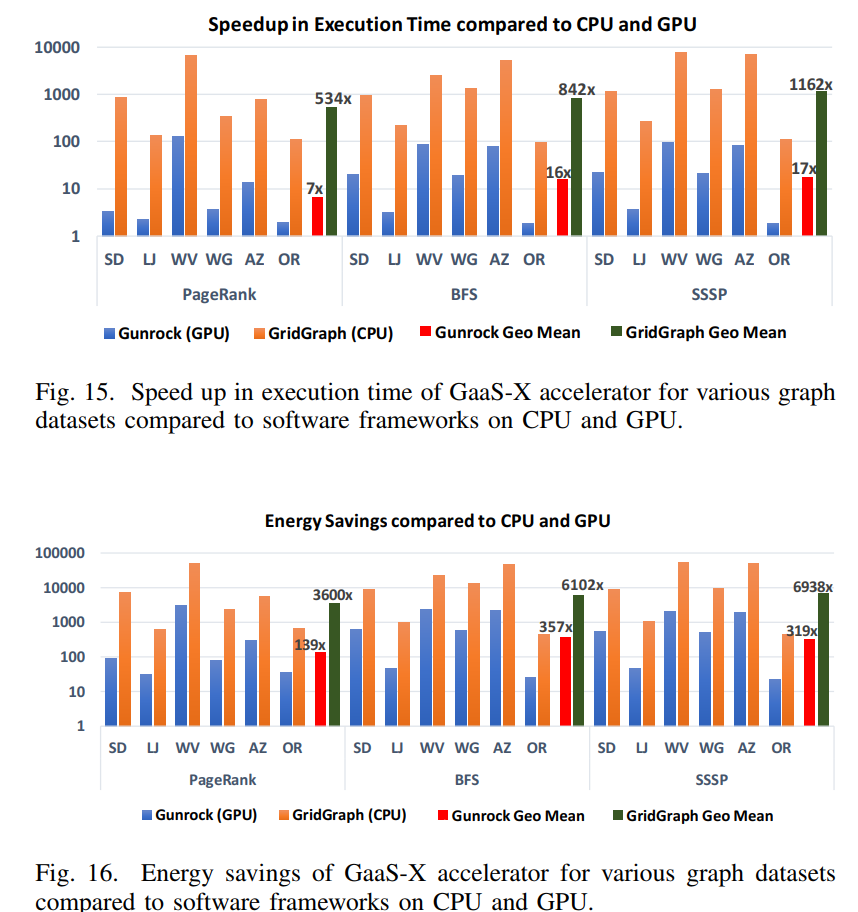 Speedup in Execution Time compared to CPU and GPU
10000
1000
100
10
1
534x
7x
842x
16x
1162x
17x
SD LJ WV WG AZ OR SD LJ WV WG AZ OR SD LJ WV WG AZ OR
PageRank BFS SSSP
Gunrock (GPU) GridGraph (CPU) Gunrock Geo Mean GridGraph Geo Mean
Fig. 15. Speed up in execution time of GaaS-X accelerator for various graph
datasets compared to software frameworks on CPU and GPU.
Energy Savings compared to CPU and GPU
100000
10000
1000
100
10
1
3600x
139x
6102x
357x
6938x
319x
SD LJ WV WG AZ OR SD LJ WV WG AZ OR SD LJ WV WG AZ OR
PageRank BFS SSSP
Gunrock (GPU) GridGraph (CPU) Gunrock Geo Mean GridGraph Geo Mean
Fig. 16. Energy savings of GaaS-X accelerator for various graph datasets
compared to software frameworks on CPU and GPU.